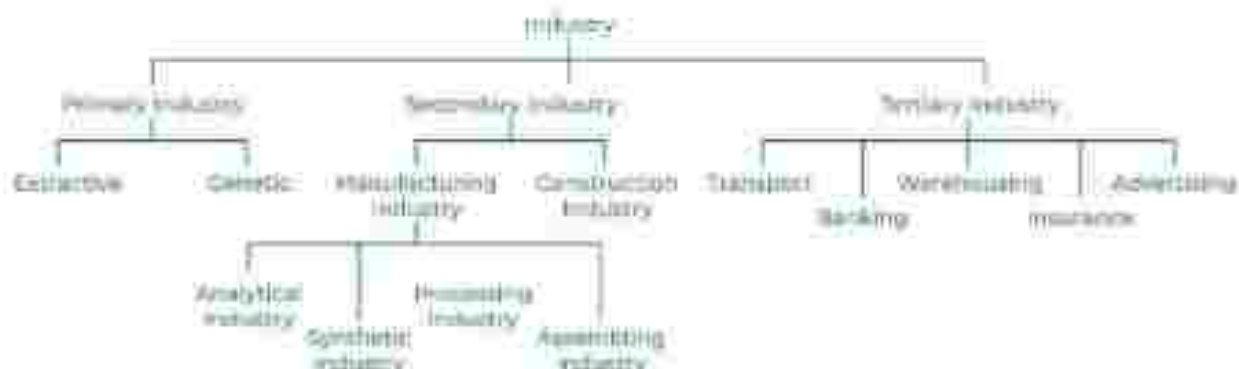 Industry
Primary Industry
Secondary Industry
Tertiary Industry
Extractive
Genetic
Manufacturing
Industry
Construction
Industry
Transport
Banking
Warehousing
Insurance
Advertising
Analytical
Industry
Synthetic
Industry
Processing
Industry
Assembling
Industry